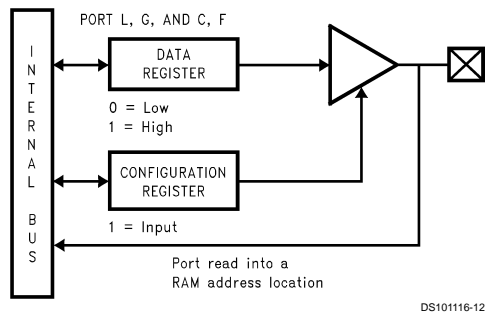 PORT L, G, AND C, F
INTERNAL BUS
DATA
REGISTER
0 = Low
1 = High
CONFIGURATION
REGISTER
1 = Input
Port read into a
RAM address location
DS101116-12